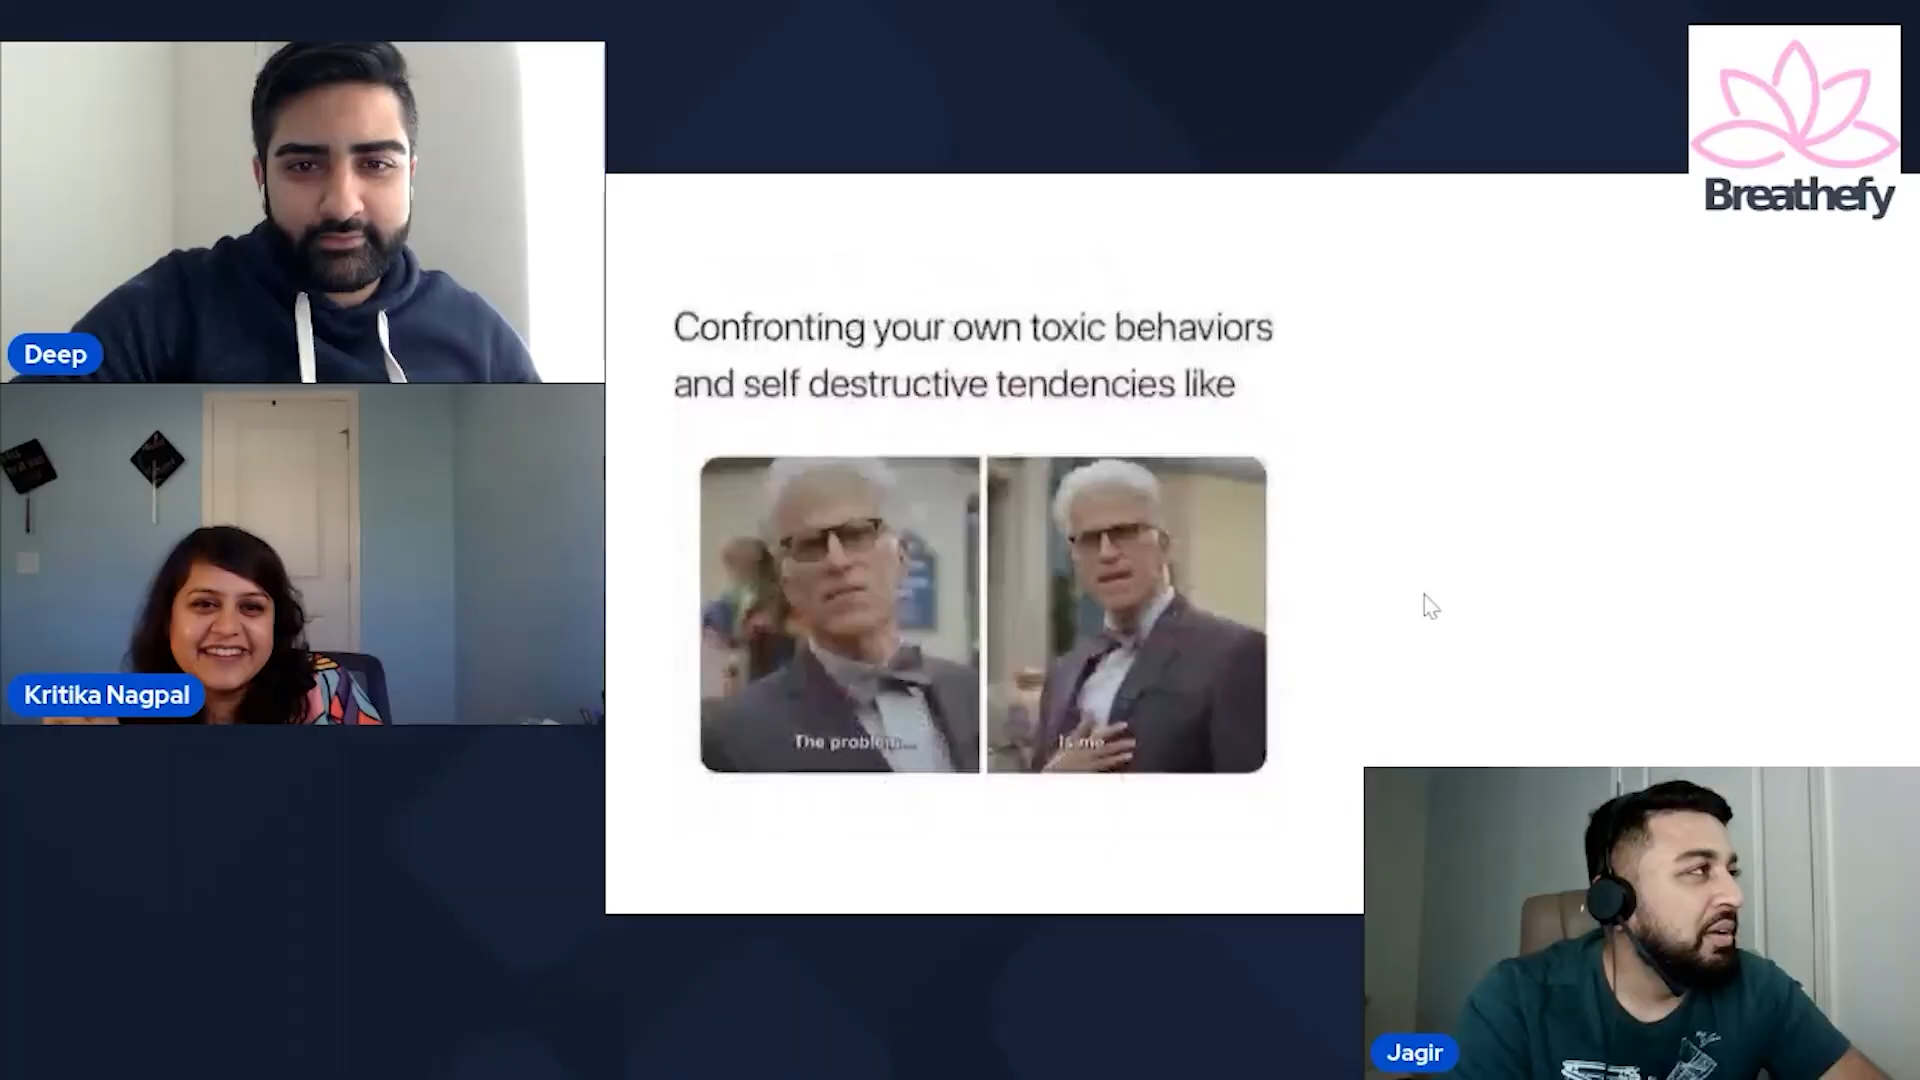 Breathefy
Deep
Confronting your own toxic behaviors
and self destructive tendencies like
Kritika Nagpal
The problem...
Is me
Jagir